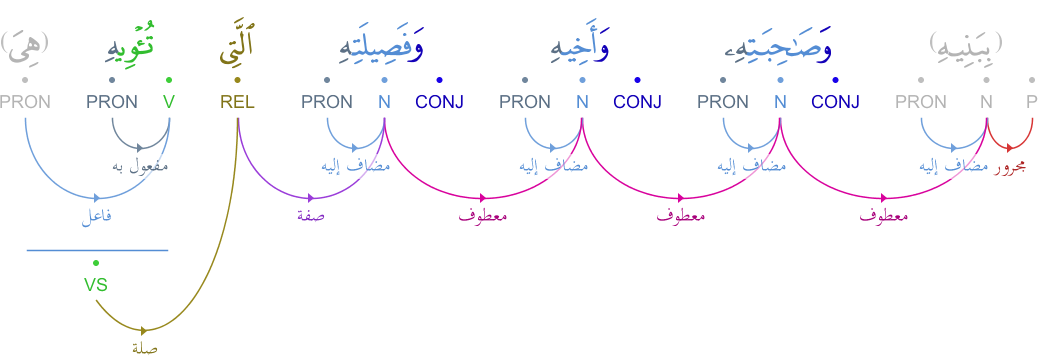 (بِبَنِيهِ) وَصَـٰحِبَتِهِۦ وَأَخِيهِ وَفَصِيلَتِهِ ٱلَّتِى تُـْٔوِيهِ (هِىَ)
P N PRON CONJ N PRON CONJ N PRON CONJ N PRON REL V PRON PRON
مجرور مضاف إليه مضاف إليه مضاف إليه مضاف إليه مفعول به
معطوف معطوف معطوف صفة فاعل
VS
صلة